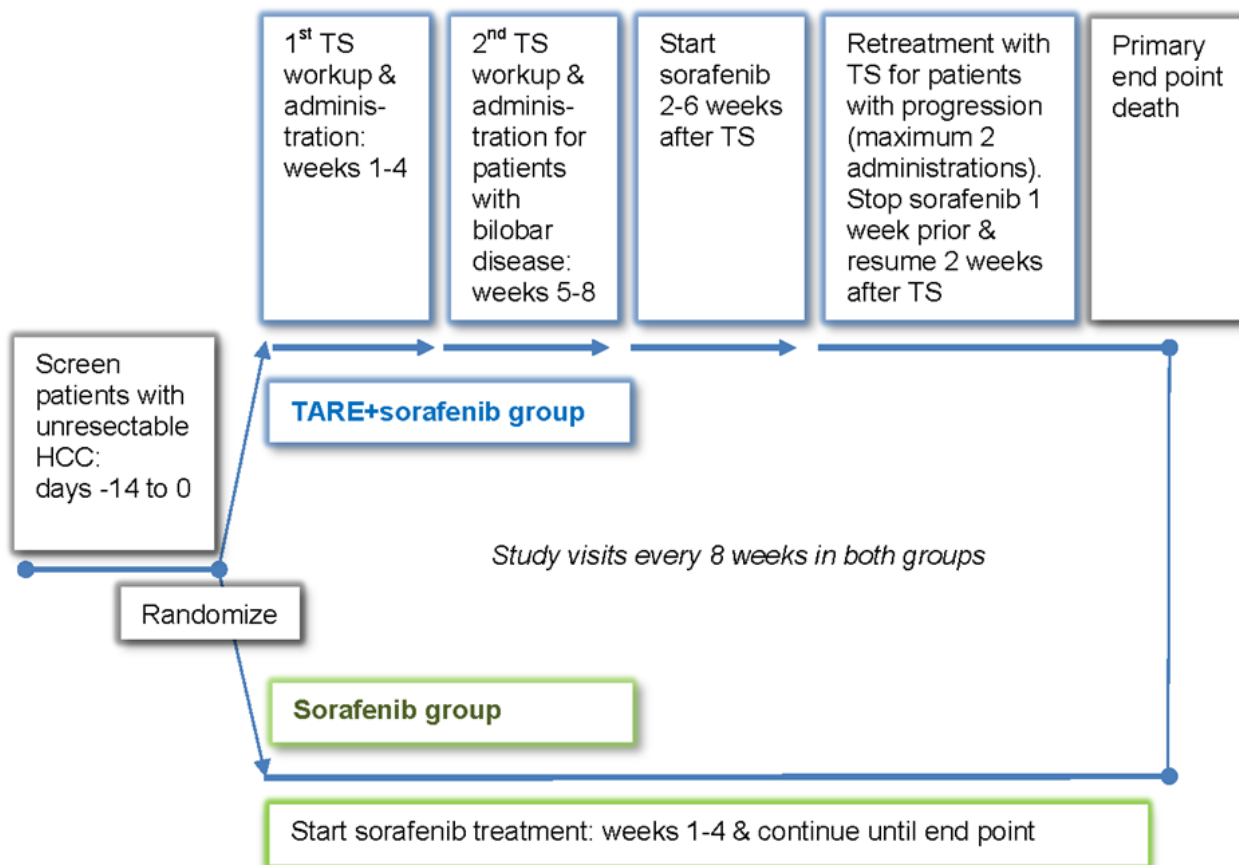 1st TS
workup &
adminis-
tration:
weeks 1-4
2nd TS
workup &
adminis-
tration for
patients
with
bilobar
disease:
weeks 5-8
Start
sorafenib
2-6 weeks
after TS
Retreatment with
TS for patients
with progression
(maximum 2
administrations).
Stop sorafenib 1
week prior &
resume 2 weeks
after TS
Primary
end point
death
Screen
patients with
unresectable
HCC:
days -14 to 0
TARE+sorafenib group
Study visits every 8 weeks in both groups
Randomize
Sorafenib group
Start sorafenib treatment: weeks 1-4 & continue until end point